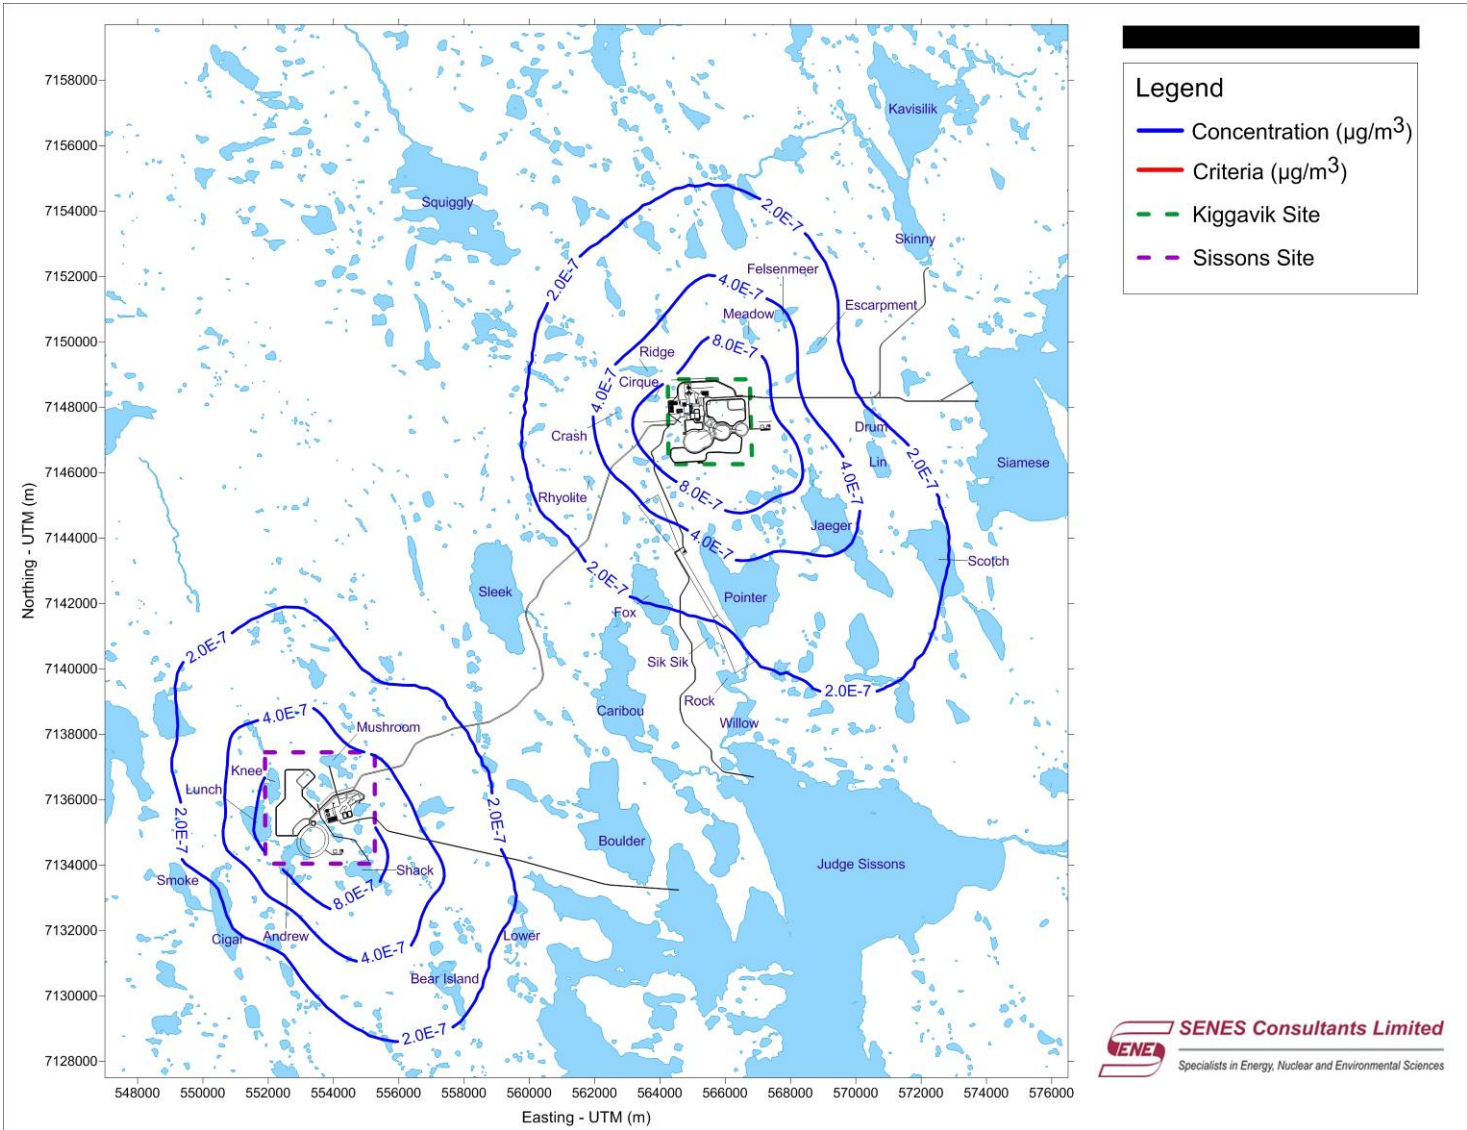 7158000
7156000
7154000
7152000
7150000
7148000
7146000
7144000
7142000
7140000
7138000
7136000
7134000
7132000
7130000
7128000
Northing - UTM (m)
548000 550000 552000 554000 556000 558000 560000 562000 564000 566000 568000 570000 572000 574000 576000
Easting - UTM (m)
Kavisilik
Squiggly
2.0E-7
Skinny
2.0E-7
Felsenmeer
4.0E-7
Escarpment
Meadow
8.0E-7
Ridge
Cirque
4.0E-7
Crash
Drum
Lin
2.0E-7
Siamese
4.0E-7
8.0E-7
Rhyolite
Jaeger
4.0E-7
Scotch
2.0E-7
Sleek
Pointer
Fox
2.0E-7
Sik Sik
2.0E-7
Rock
Caribou
Willow
4.0E-7
Mushroom
Knee
Lunch
2.0E-7
2.0E-7
Boulder
Judge Sissons
Shack
Smoke
8.0E-7
Cigar
Andrew
Lower
4.0E-7
Bear Island
2.0E-7
Legend
Concentration (µg/m³)
Criteria (µg/m³)
Kiggavik Site
Sissons Site
SENES
SENES Consultants Limited
Specialists in Energy, Nuclear and Environmental Sciences